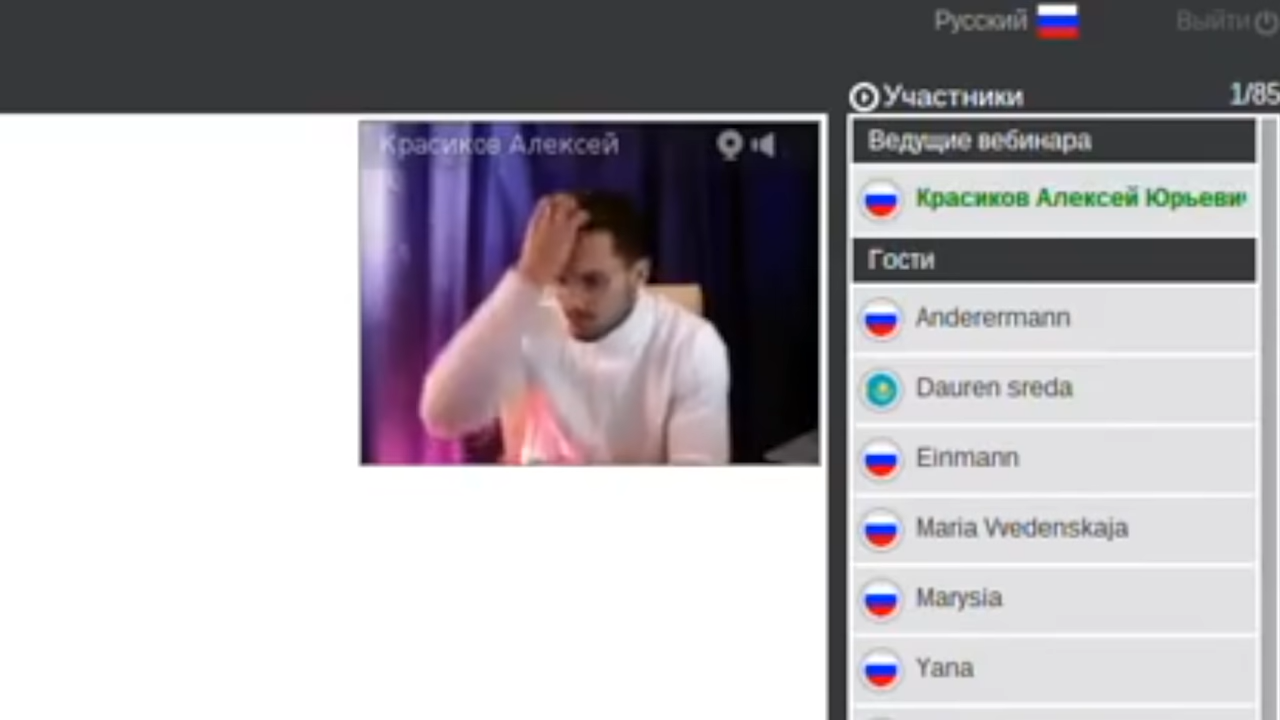 Русский
Выйти
Участники 1/85
Красиков Алексей
Ведущие вебинара
Красиков Алексей Юрьеви
Гости
Anderermann
Dauren sreda
Einmann
Maria Vvedenskaja
Marysia
Yana